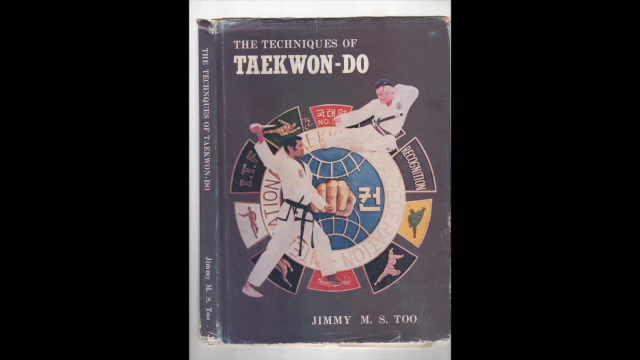 THE TECHNIQUES OF
TAEKWON-DO
RECOGNITION
I.T.F
권
JIMMY M. S. TOO
THE TECHNIQUES OF TAEKWON-DO
Jimmy M. S. Too